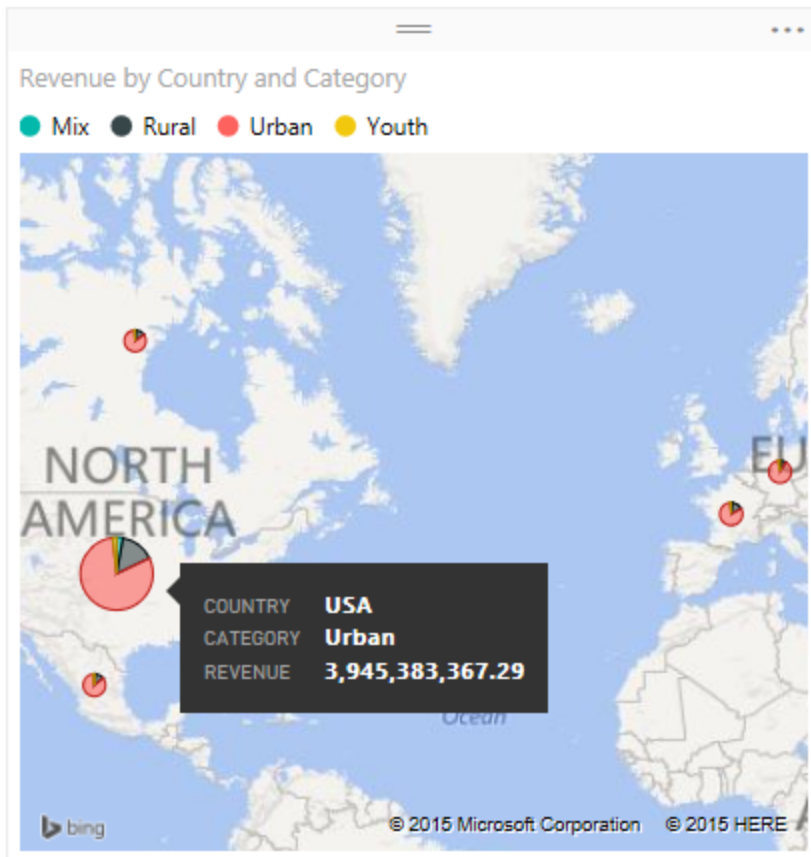 Revenue by Country and Category
Mix Rural Urban Youth
NORTH
AMERICA
EU
COUNTRY USA
CATEGORY Urban
REVENUE 3,945,383,367.29
Ocean
bing © 2015 Microsoft Corporation © 2015 HERE